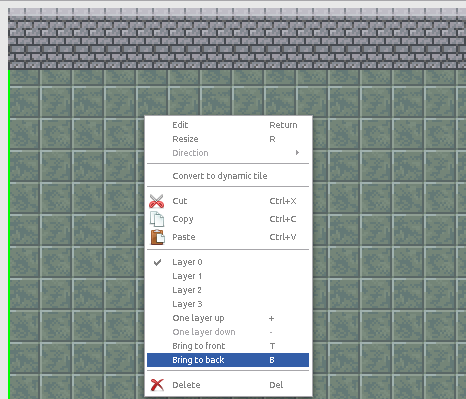 Edit Return
Resize R
Direction
Convert to dynamic tile
Cut Ctrl+X
Copy Ctrl+C
Paste Ctrl+V
Layer 0
Layer 1
Layer 2
Layer 3
One layer up +
One layer down -
Bring to front T
Bring to back B
Delete Del